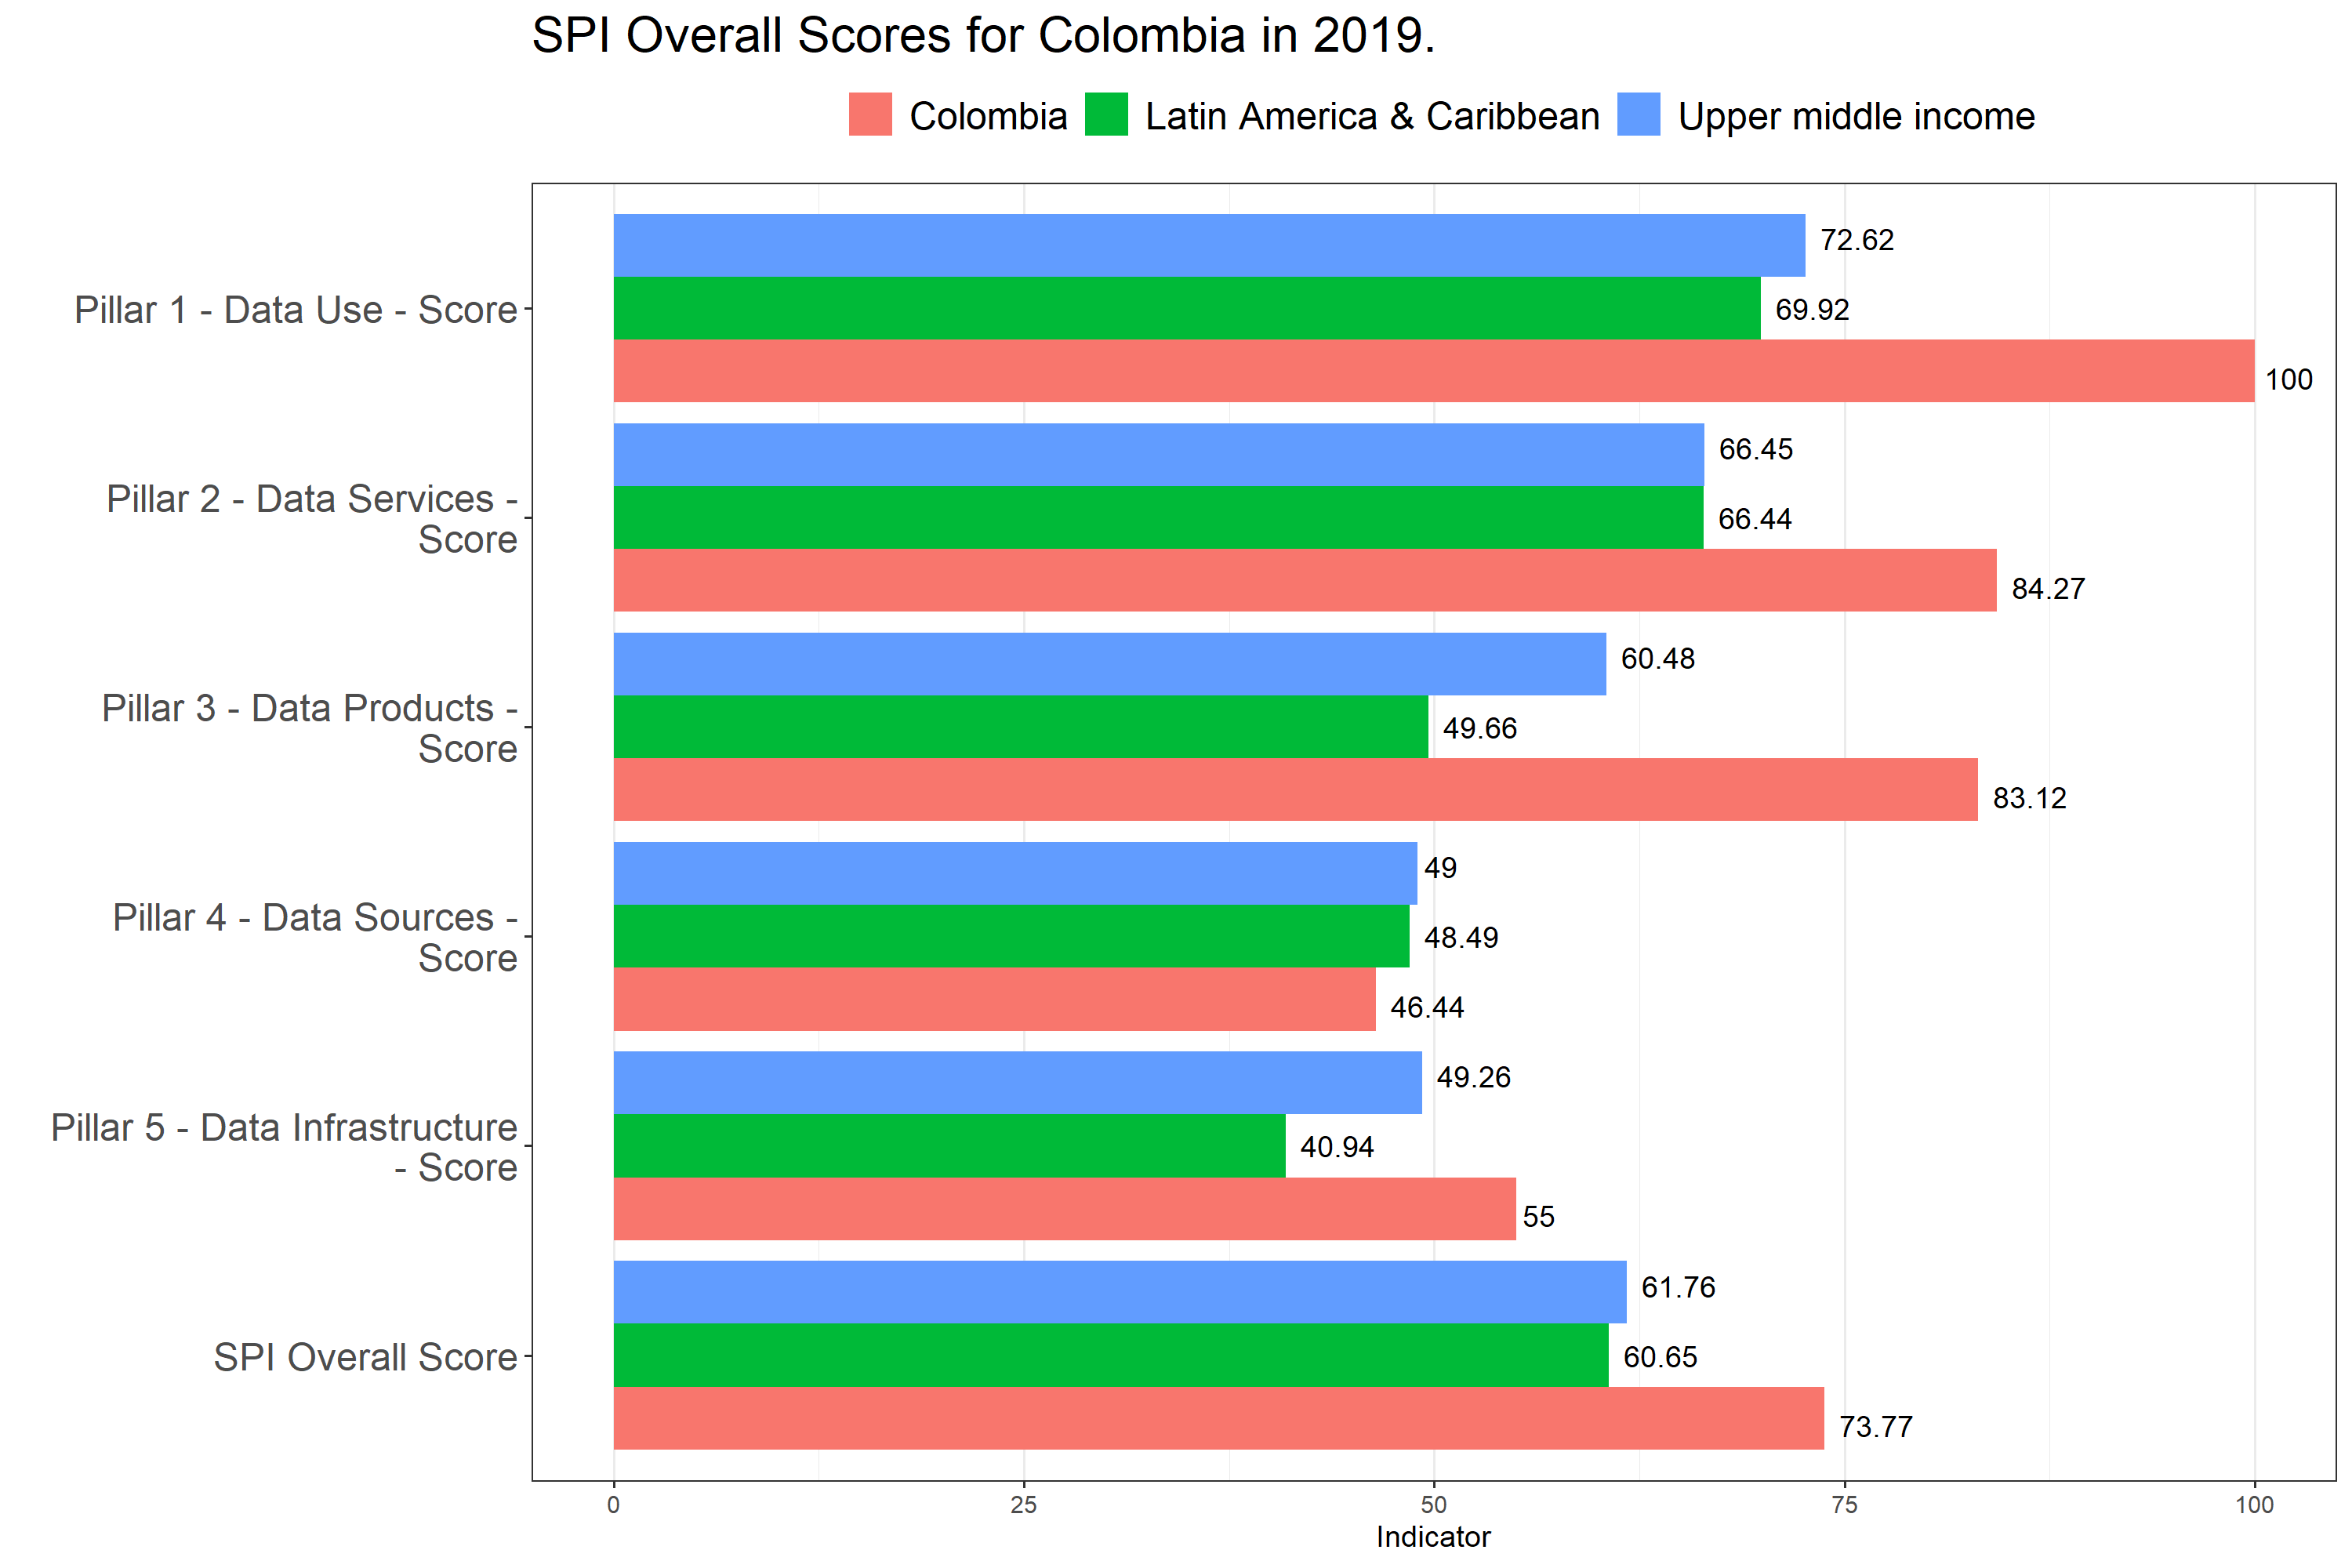 SPI Overall Scores for Colombia in 2019.
Colombia Latin America & Caribbean Upper middle income
Pillar 1 - Data Use - Score
72.62
69.92
100
Pillar 2 - Data Services -
Score
66.45
66.44
84.27
Pillar 3 - Data Products -
Score
60.48
49.66
83.12
Pillar 4 - Data Sources -
Score
49
48.49
46.44
Pillar 5 - Data Infrastructure
- Score
49.26
40.94
55
SPI Overall Score
61.76
60.65
73.77
0 25 50 75 100
Indicator